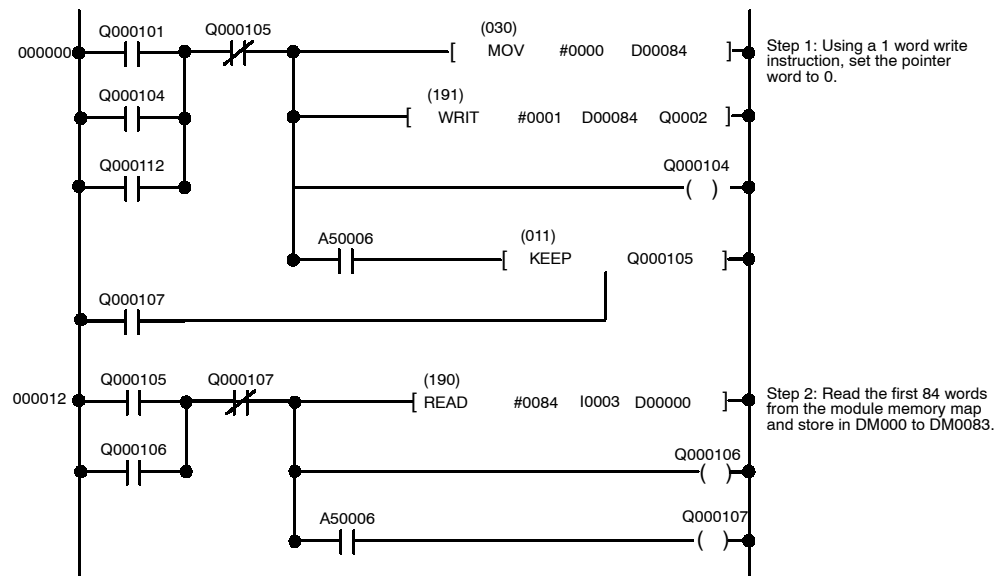 Q000101 Q000105 (030)
000000 [ MOV #0000 D00084 ]
Step 1: Using a 1 word write
instruction, set the pointer
word to 0.
Q000104 (191)
[ WRIT #0001 D00084 Q0002 ]
Q000112 Q000104
( )
A50006 (011)
[ KEEP Q000105 ]
Q000107
Q000105 Q000107 (190)
000012 [ READ #0084 I0003 D00000 ]
Step 2: Read the first 84 words
from the module memory map
and store in DM000 to DM0083.
Q000106 Q000106
( )
A50006 Q000107
( )